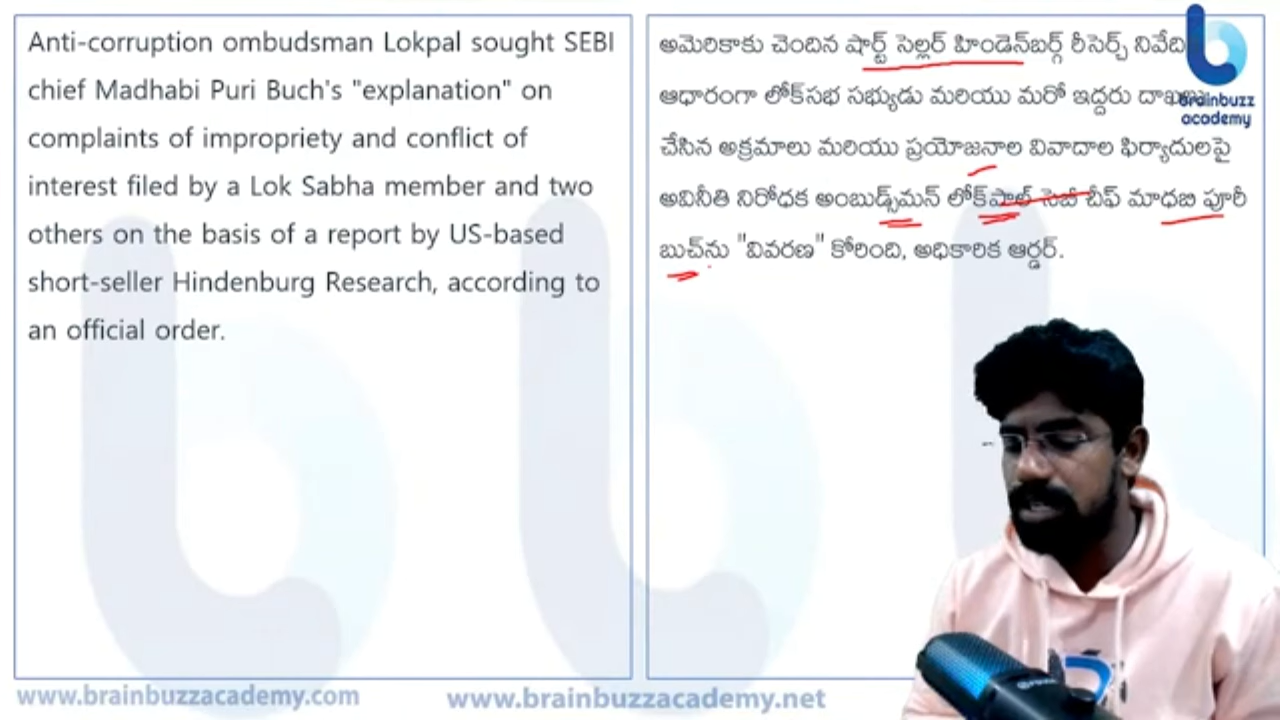 Anti-corruption ombudsman Lokpal sought SEBI
chief Madhabi Puri Buch's "explanation" on
complaints of impropriety and conflict of
interest filed by a Lok Sabha member and two
others on the basis of a report by US-based
short-seller Hindenburg Research, according to
an official order.
అమెరికాకు చెందిన షార్ట్ సెల్లర్ హిండెన్‌బర్గ్ రీసెర్చ్
ఆధారంగా లోక్‌సభ సభ్యుడు మరియు మరో ఇద్దరు
చేసిన అక్రమాలు మరియు ప్రయోజనాల వివాదాల ఫిర్యాదులపై
అవినీతి నిరోధక అంబుడ్స్‌మన్ లోక్‌పాల్ సెబీ చీఫ్ మాధబి పూరీ
బుచ్‌ను "వివరణ" కోరింది, అధికారిక ఆర్డర్.
brainbuzz
academy
www.brainbuzzacademy.com
www.brainbuzzacademy.net